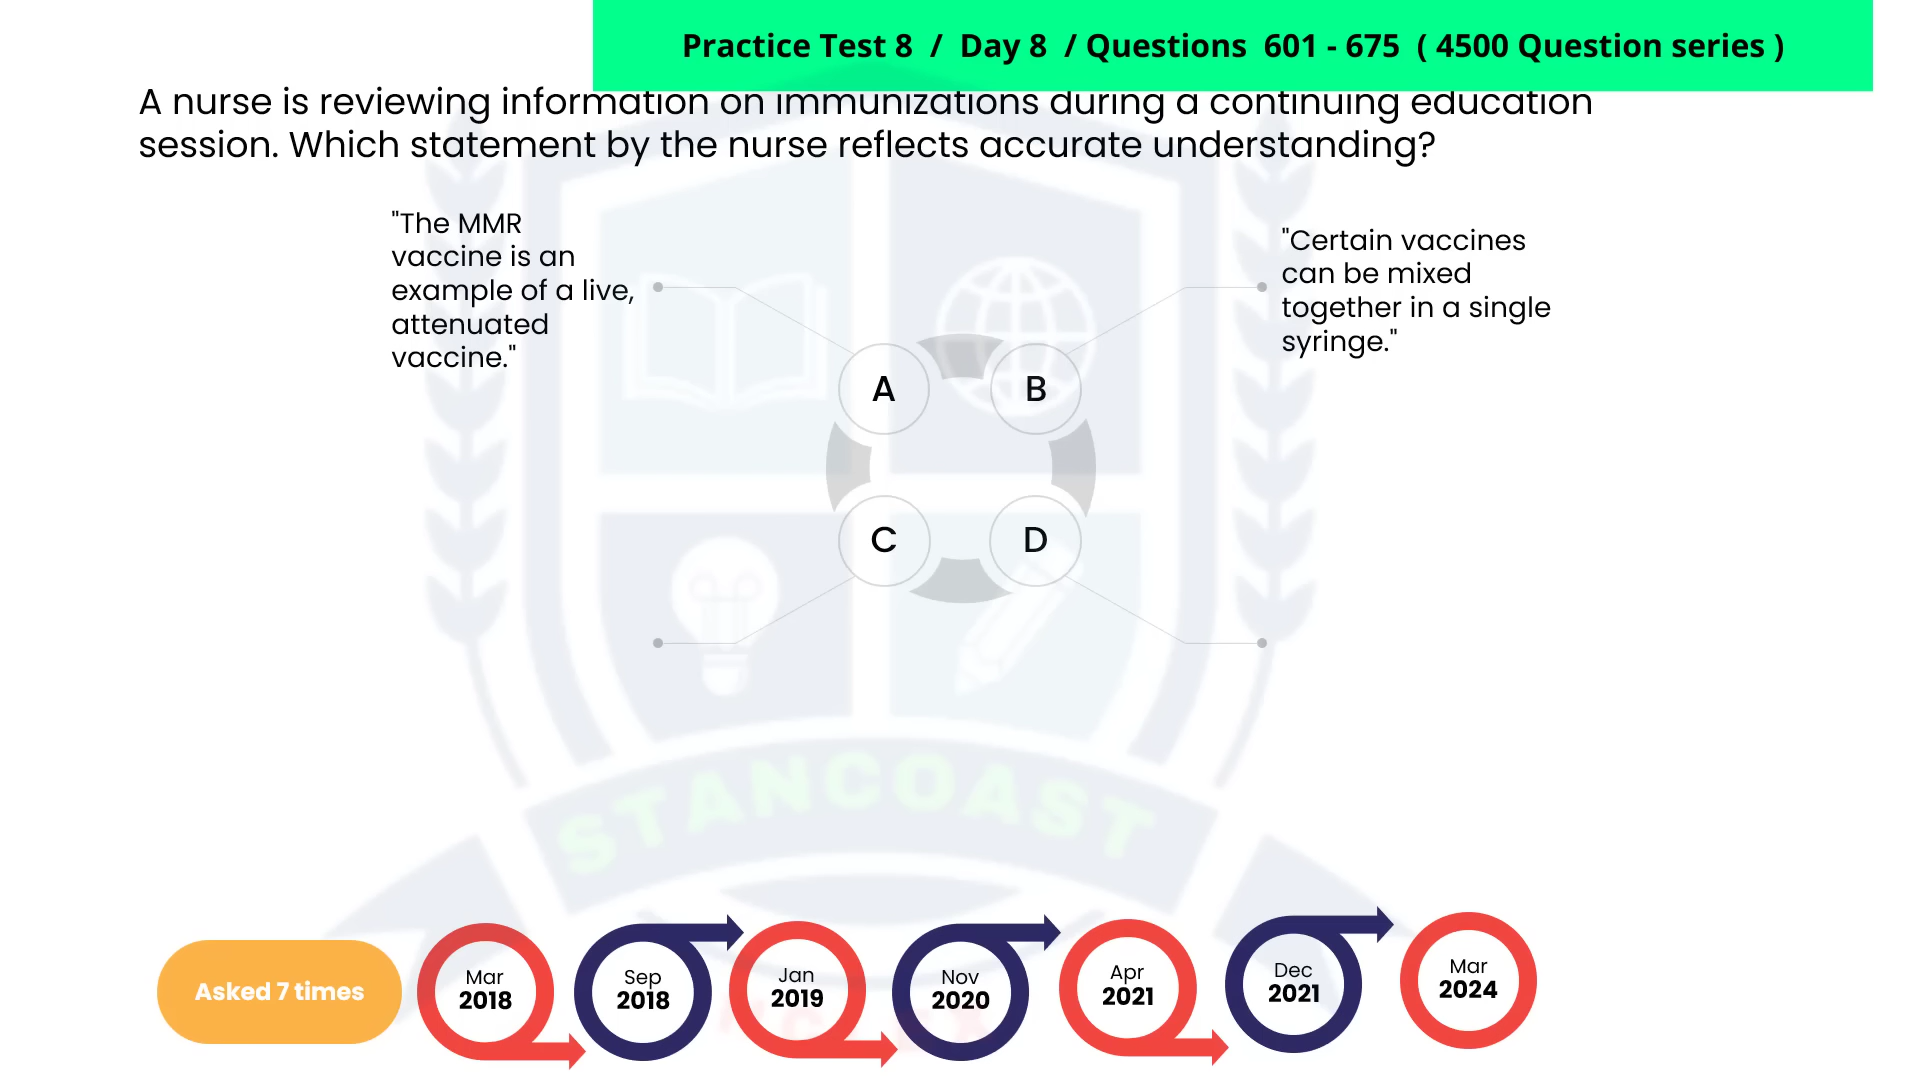 Practice Test 8 / Day 8 / Questions 601 - 675 ( 4500 Question series )
A nurse is reviewing information on immunizations during a continuing education
session. Which statement by the nurse reflects accurate understanding?
"The MMR
vaccine is an
example of a live,
attenuated
vaccine."
"Certain vaccines
can be mixed
together in a single
syringe."
A
B
C
D
STANCOAST
Asked 7 times
Mar
2018
Sep
2018
Jan
2019
Nov
2020
Apr
2021
Dec
2021
Mar
2024